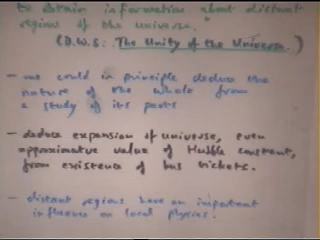 to obtain information about distant
regions of the universe."
(D.W.S: The Unity of the Universe.)
- one could in principle deduce the
nature of the whole from
a study of its parts
- deduce expansion of universe, even
approximative value of Hubble constant,
from existence of bus tickets.
- distant regions have an important
influence on local physics.